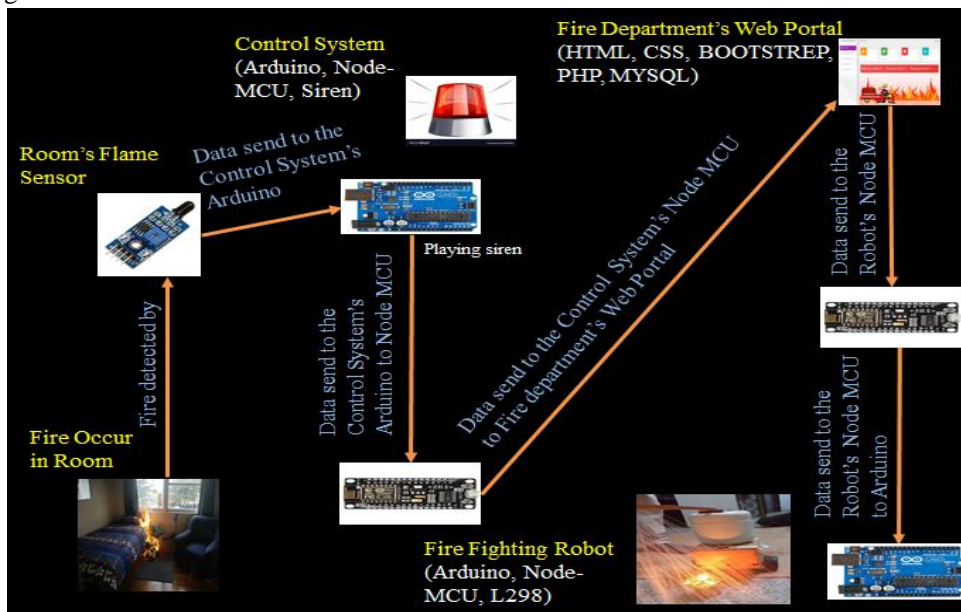 Control System
(Arduino, Node-
MCU, Siren)
Fire Department's Web Portal
(HTML, CSS, BOOTSTREP,
PHP, MYSQL)
Room's Flame
Sensor
Data send to the
Control System's
Arduino
Playing siren
Fire detected by
Data send to the
Control System's
Arduino to Node MCU
Data send to the Control System's Node MCU
to Fire department's Web Portal
Data send to the
Robot's Node MCU
Data send to the
Robot's Node MCU
to Arduino
Fire Occur
in Room
Fire Fighting Robot
(Arduino, Node-
MCU, L298)